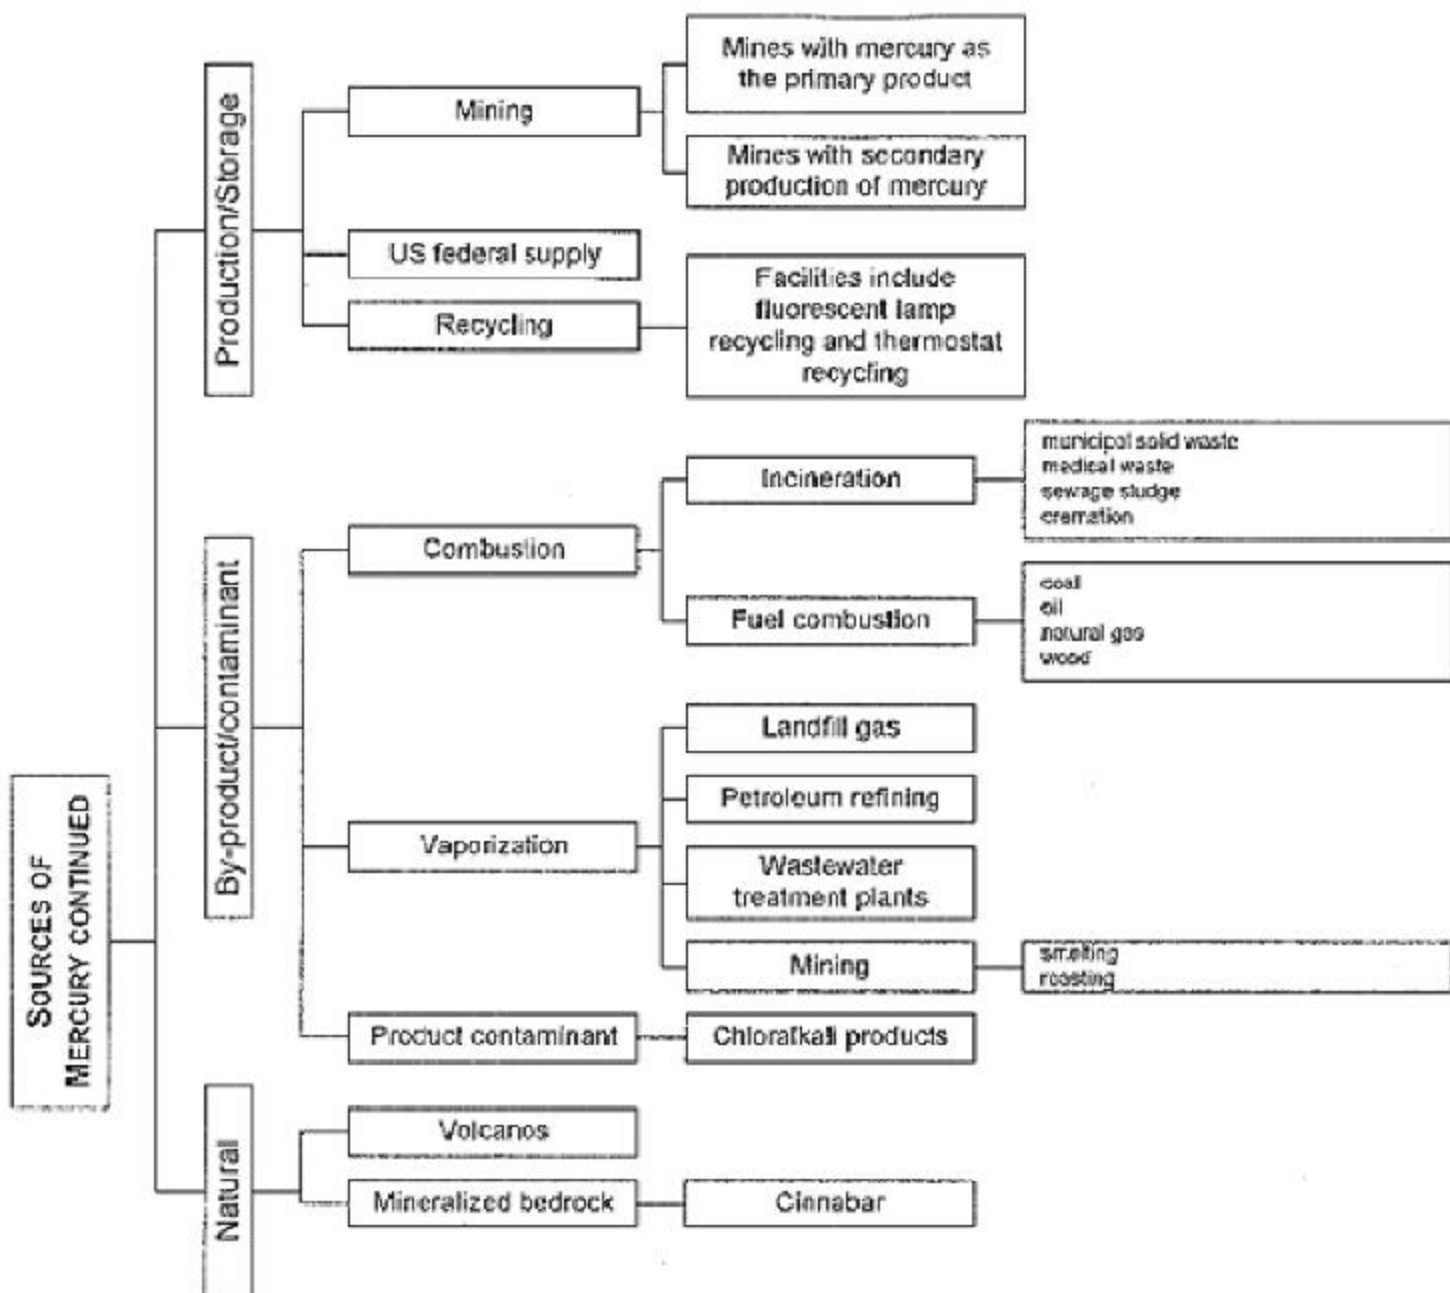 SOURCES OF
MERCURY CONTINUED
Production/Storage
Mining
Mines with mercury as
the primary product
Mines with secondary
production of mercury
US federal supply
Recycling
Facilities include
fluorescent lamp
recycling and thermostat
recycling
By-product/contaminant
Combustion
Incineration
municipal solid waste
medical waste
sewage sludge
cremation
Fuel combustion
coal
oil
natural gas
wood
Vaporization
Landfill gas
Petroleum refining
Wastewater
treatment plants
Mining
smelting
roasting
Product contaminant
Chloralkali products
Natural
Volcanos
Mineralized bedrock
Cinnabar